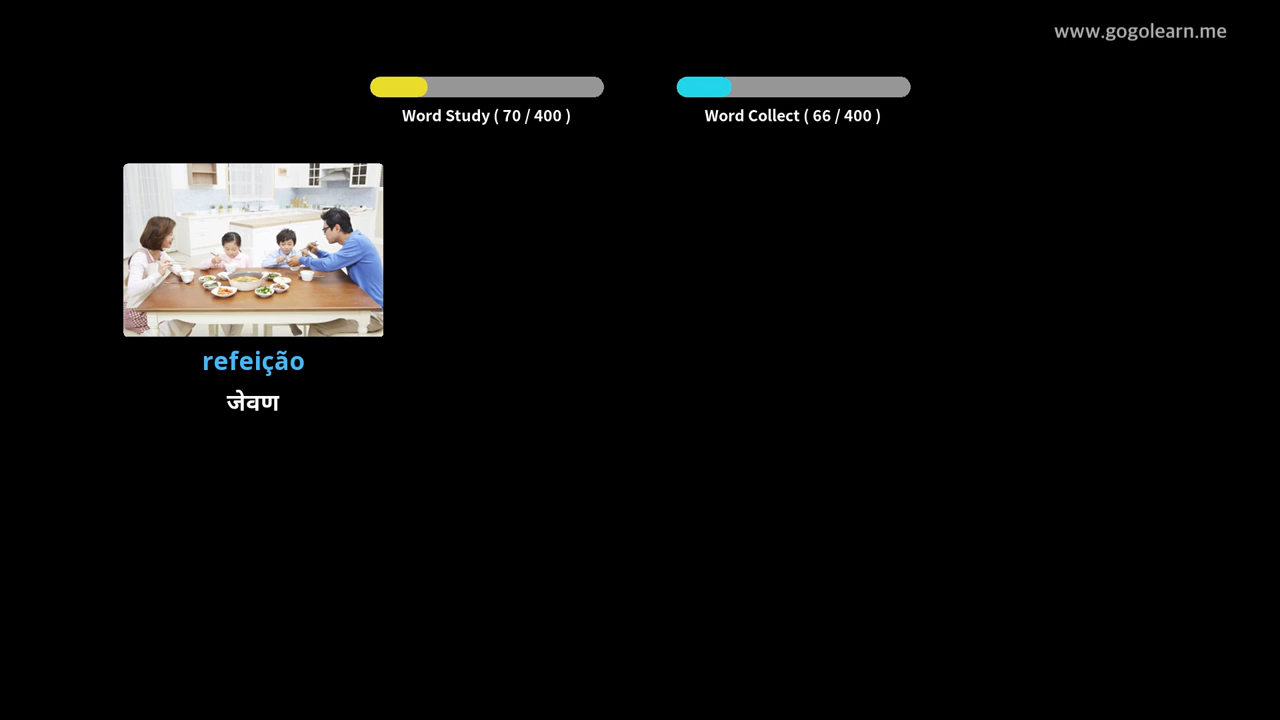 www.gogolearn.me
Word Study ( 70 / 400 )
Word Collect ( 66 / 400 )
refeição
जेवण